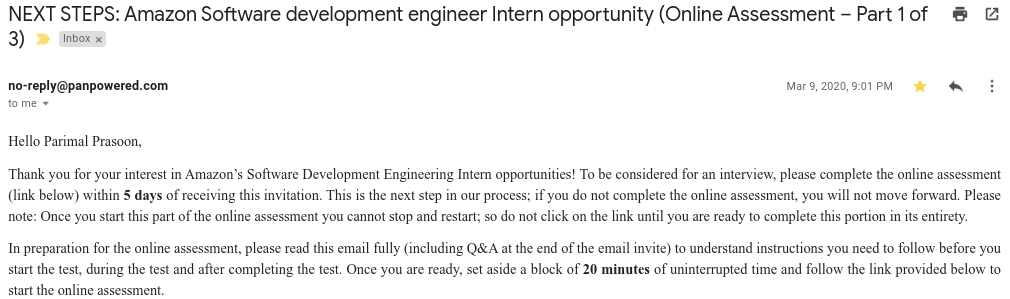 NEXT STEPS: Amazon Software development engineer Intern opportunity (Online Assessment – Part 1 of
3) Inbox ×
no-reply@panpowered.com Mar 9, 2020, 9:01 PM
to me
Hello Parimal Prasoon,
Thank you for your interest in Amazon's Software Development Engineering Intern opportunities! To be considered for an interview, please complete the online assessment
(link below) within 5 days of receiving this invitation. This is the next step in our process; if you do not complete the online assessment, you will not move forward. Please
note: Once you start this part of the online assessment you cannot stop and restart; so do not click on the link until you are ready to complete this portion in its entirety.
In preparation for the online assessment, please read this email fully (including Q&A at the end of the email invite) to understand instructions you need to follow before you
start the test, during the test and after completing the test. Once you are ready, set aside a block of 20 minutes of uninterrupted time and follow the link provided below to
start the online assessment.